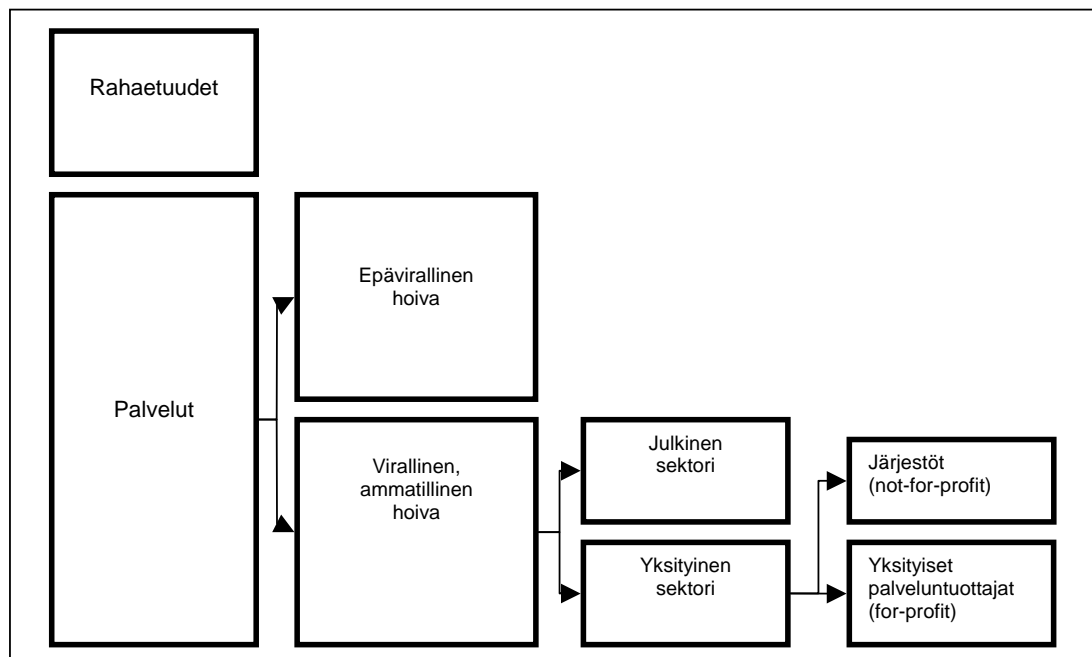 Rahaetuudet
Palvelut
Epävirallinen
hoiva
Virallinen,
ammatillinen
hoiva
Julkinen
sektori
Yksityinen
sektori
Järjestöt
(not-for-profit)
Yksityiset
palveluntuottajat
(for-profit)